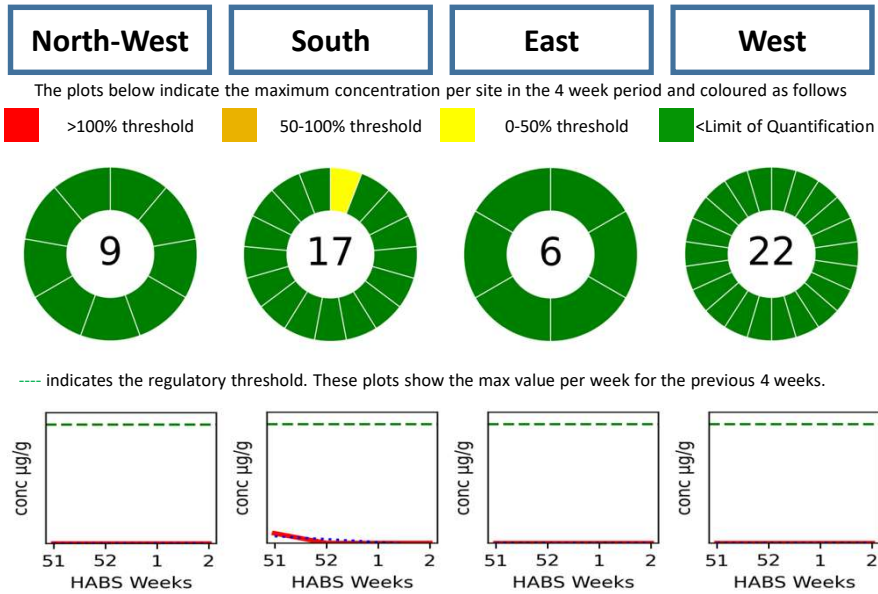 North-West South East West
The plots below indicate the maximum concentration per site in the 4 week period and coloured as follows
>100% threshold 50-100% threshold 0-50% threshold <Limit of Quantification
9 17 6 22
---- indicates the regulatory threshold. These plots show the max value per week for the previous 4 weeks.
conc µg/g conc µg/g conc µg/g conc µg/g
51 52 1 2 51 52 1 2 51 52 1 2 51 52 1 2
HABS Weeks HABS Weeks HABS Weeks HABS Weeks